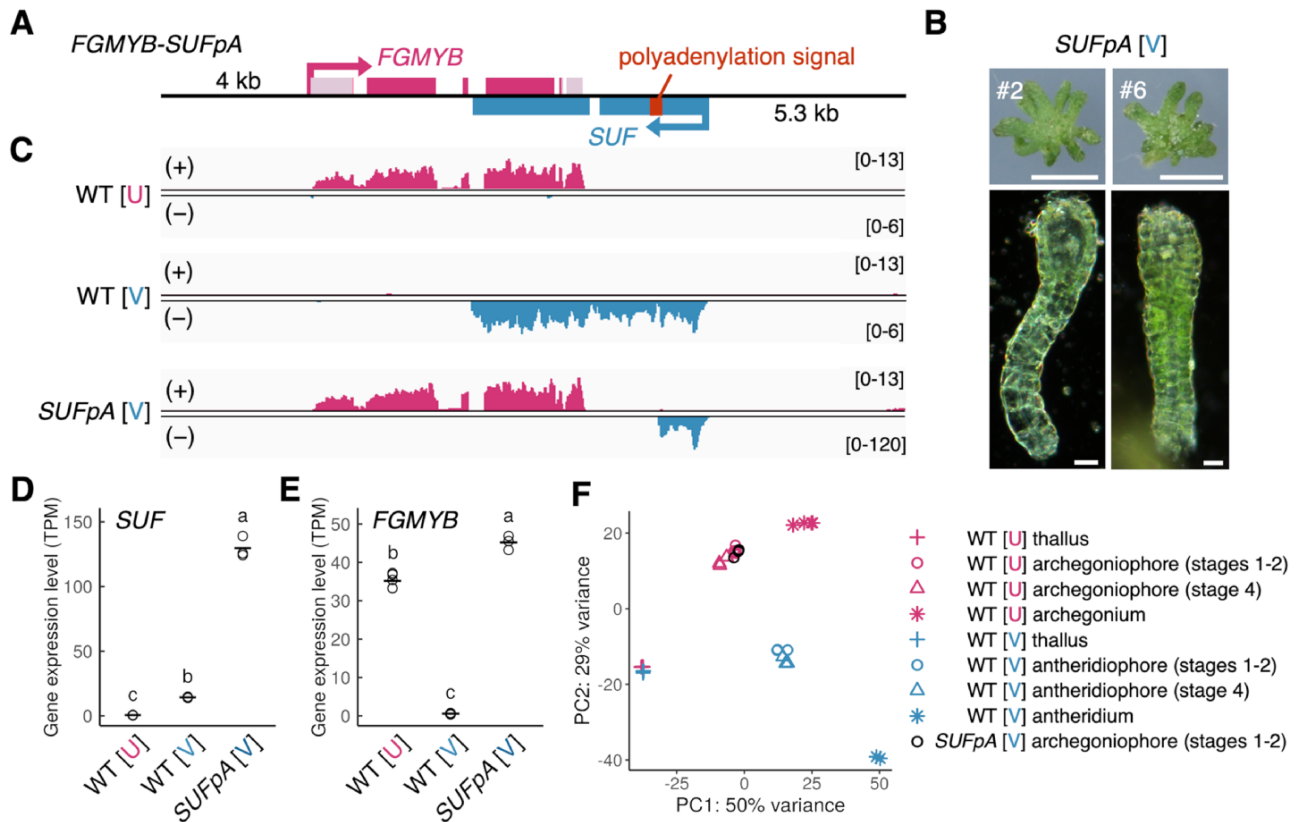 A
FGMYB-SUFpA
4 kb
FGMYB
polyadenylation signal
SUF
5.3 kb
B
SUFpA [V]
#2
#6
C
WT [U]
(+)
[0-13]
(–)
[0-6]
WT [V]
(+)
[0-13]
(–)
[0-6]
SUFpA [V]
(+)
[0-13]
(–)
[0-120]
D
SUF
Gene expression level (TPM)
150
100
50
0
c
b
a
WT [U]
WT [V]
SUFpA [V]
E
FGMYB
Gene expression level (TPM)
50
40
30
20
10
0
b
c
a
WT [U]
WT [V]
SUFpA [V]
F
PC2: 29% variance
20
0
-20
-40
-25
0
25
50
PC1: 50% variance
WT [U] thallus
WT [U] archegoniophore (stages 1-2)
WT [U] archegoniophore (stage 4)
WT [U] archegonium
WT [V] thallus
WT [V] antheridiophore (stages 1-2)
WT [V] antheridiophore (stage 4)
WT [V] antheridium
SUFpA [V] archegoniophore (stages 1-2)